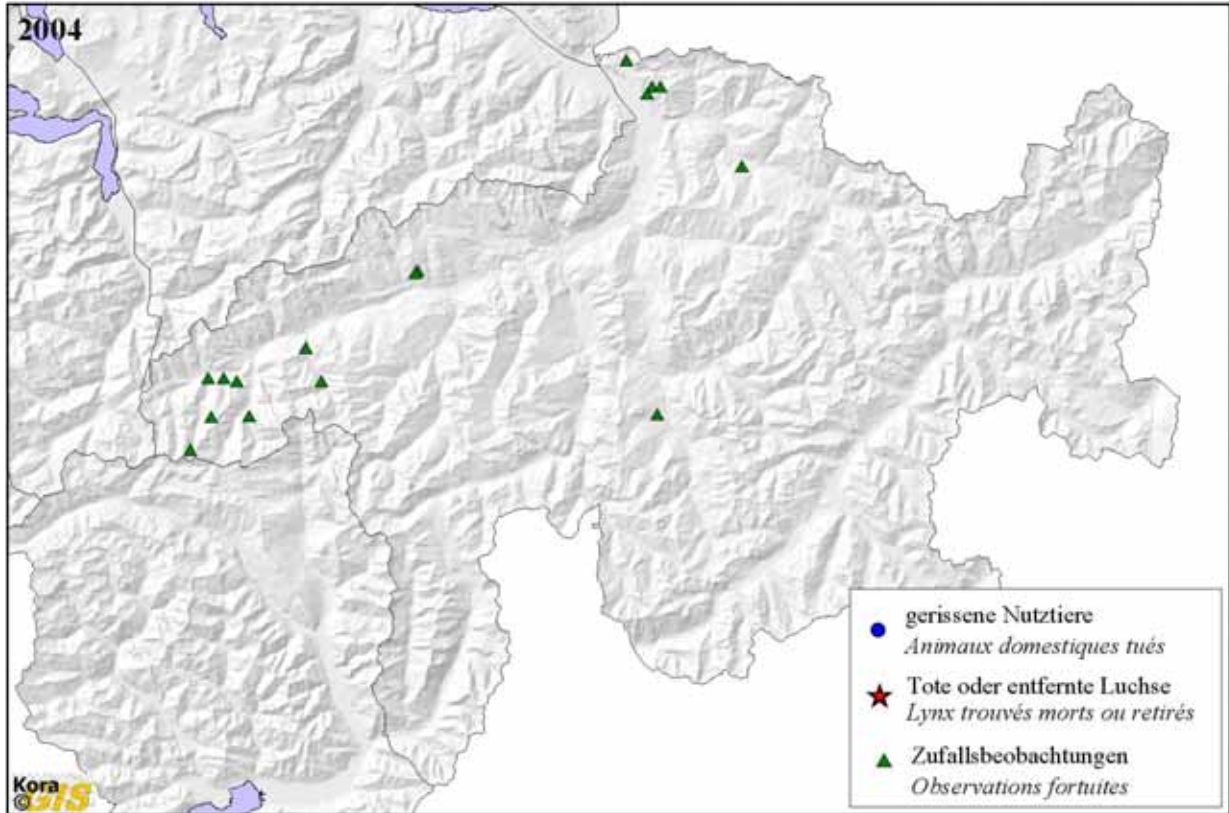 2004
gerissene Nutztiere
Animaux domestiques tués
Tote oder entfernte Luchse
Lynx trouvés morts ou retirés
Zufallsbeobachtungen
Observations fortuites
Kora
© GIS